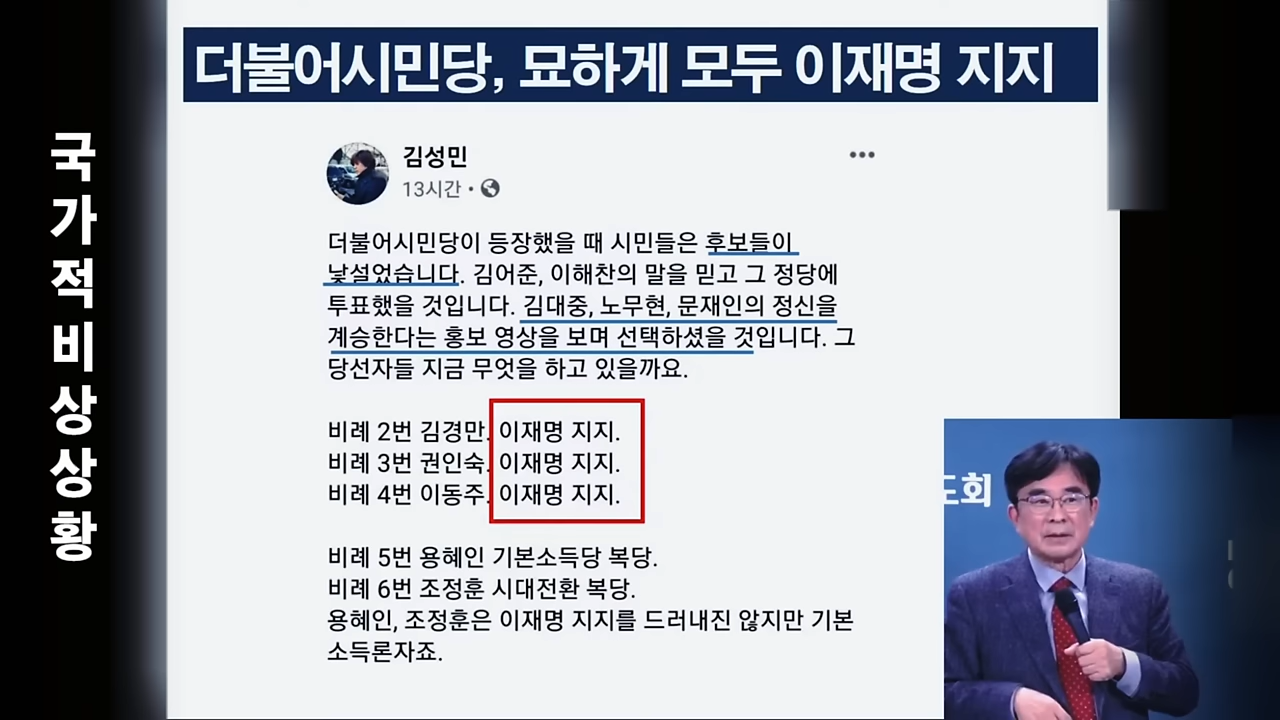 더불어시민당, 묘하게 모두 이재명 지지
국가적비상상황
김성민
13시간
더불어시민당이 등장했을 때 시민들은 후보들이
낯설었습니다. 김어준, 이해찬의 말을 믿고 그 정당에
투표했을 것입니다. 김대중, 노무현, 문재인의 정신을
계승한다는 홍보 영상을 보며 선택하셨을 것입니다. 그
당선자들 지금 무엇을 하고 있을까요.
비례 2번 김경만. 이재명 지지.
비례 3번 권인숙. 이재명 지지.
비례 4번 이동주. 이재명 지지.
비례 5번 용혜인 기본소득당 복당.
비례 6번 조정훈 시대전환 복당.
용혜인, 조정훈은 이재명 지지를 드러내진 않지만 기본
소득론자죠.
도회